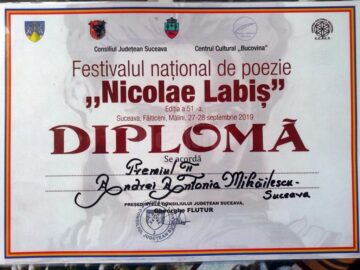 Consiliul Județean Suceava
Centrul Cultural „Bucovina”
Festivalul național de poezie
„Nicolae Labiș”
Ediția a 51 -a,
Suceava, Fălticeni, Mălini, 27-28 septembrie 2019
DIPLOMĂ
Se acordă
Premiul II
Andrei Antonia Mihăilescu-
Suceava
PREȘEDINTELE CONSILIULUI JUDEȚEAN SUCEAVA,
Gheorghe FLUTUR